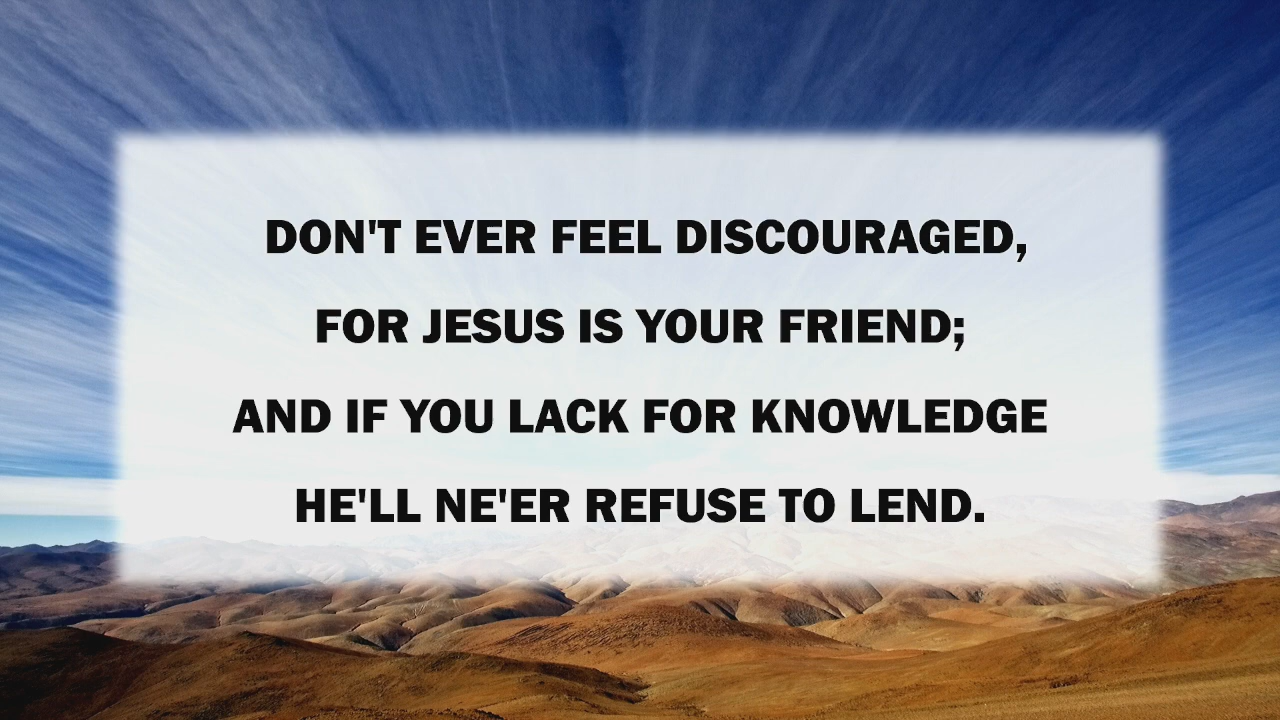 DON'T EVER FEEL DISCOURAGED,
FOR JESUS IS YOUR FRIEND;
AND IF YOU LACK FOR KNOWLEDGE
HE'LL NE'ER REFUSE TO LEND.